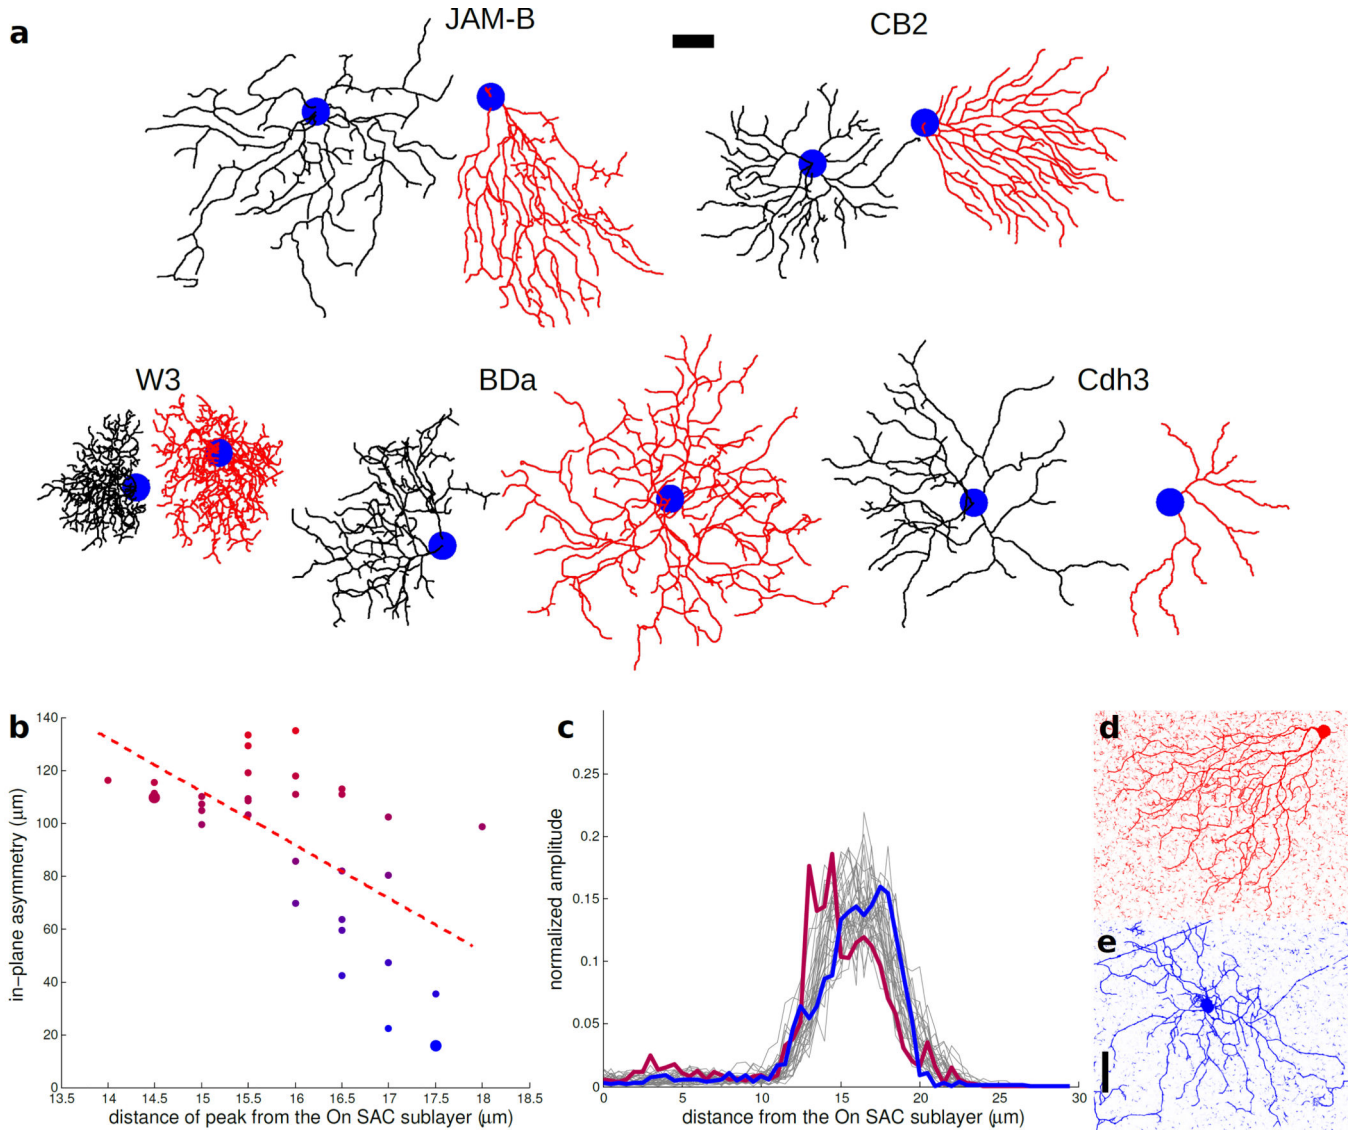 a
JAM-B
CB2
W3
BDa
Cdh3
b
140
120
100
80
60
40
20
0
13.5 14 14.5 15 15.5 16 16.5 17 17.5 18 18.5
in-plane asymmetry (μm)
distance of peak from the On SAC sublayer (μm)
c
0.25
0.2
0.15
0.1
0.05
0
0 5 10 15 20 25 30
normalized amplitude
distance from the On SAC sublayer (μm)
d
e